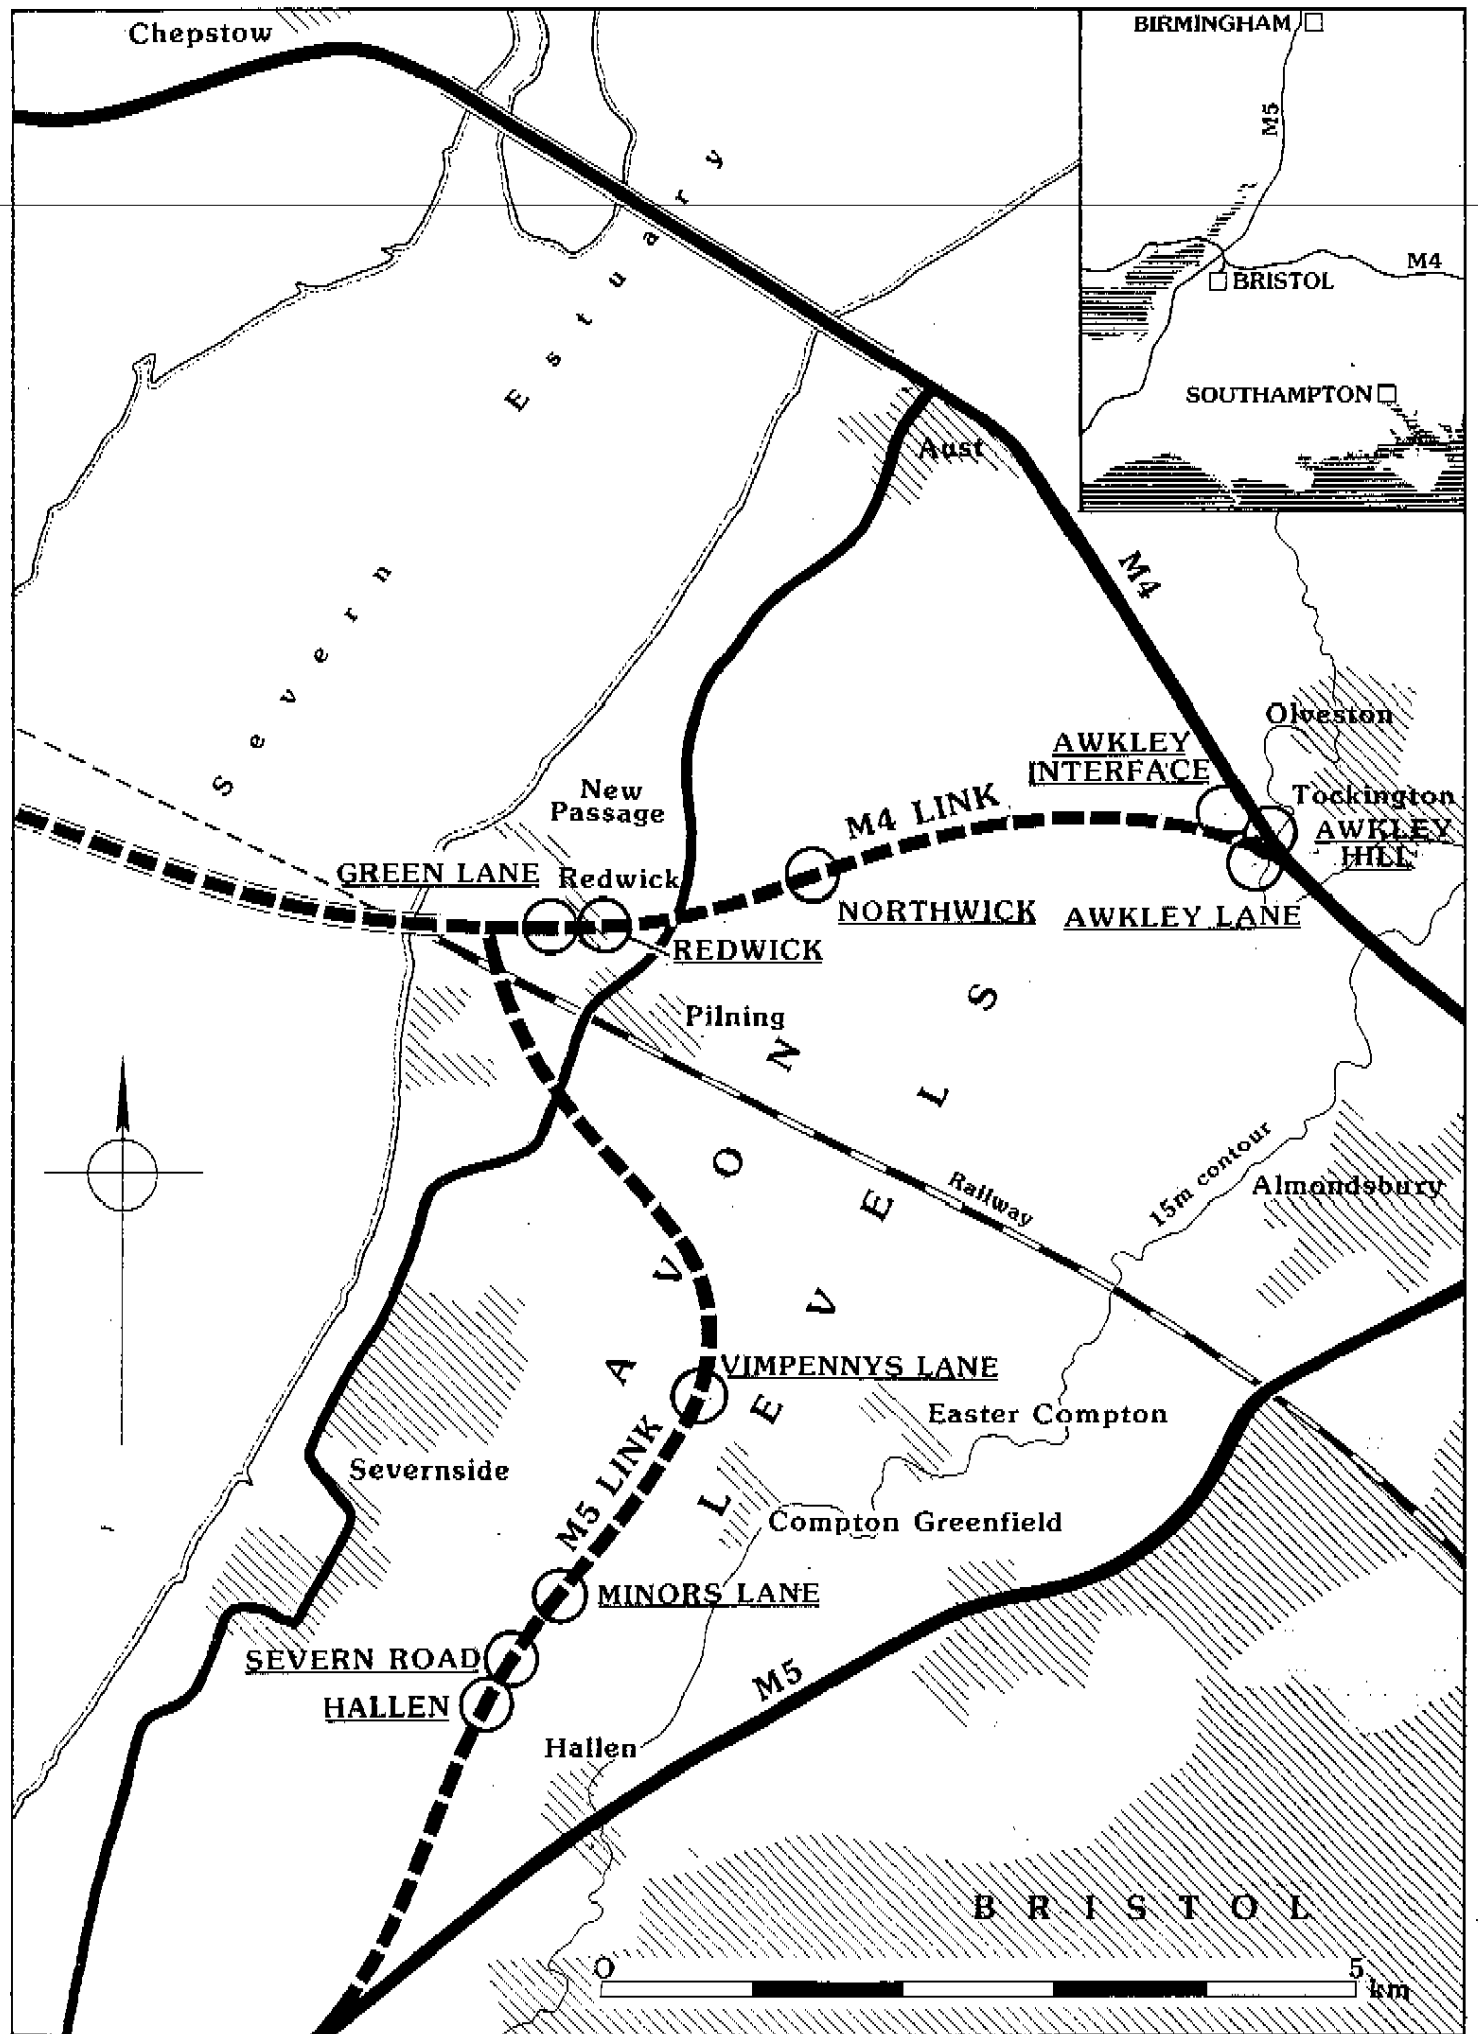 Chepstow
BIRMINGHAM
M5
M4
BRISTOL
SOUTHAMPTON
Severn Estuary
Aust
M4
Olveston
AWKLEY
INTERFACE
Tockington
AWKLEY
HILL
New
Passage
M4 LINK
GREEN LANE
Redwick
NORTHWICK
AWKLEY LANE
REDWICK
Pilning
AVON
LEVELS
Railway
15m contour
Almondsbury
VIMPENNYS LANE
Easter Compton
M5 LINK
Severnside
Compton Greenfield
MINORS LANE
SEVERN ROAD
HALLEN
M5
Hallen
BRISTOL
0 5
km